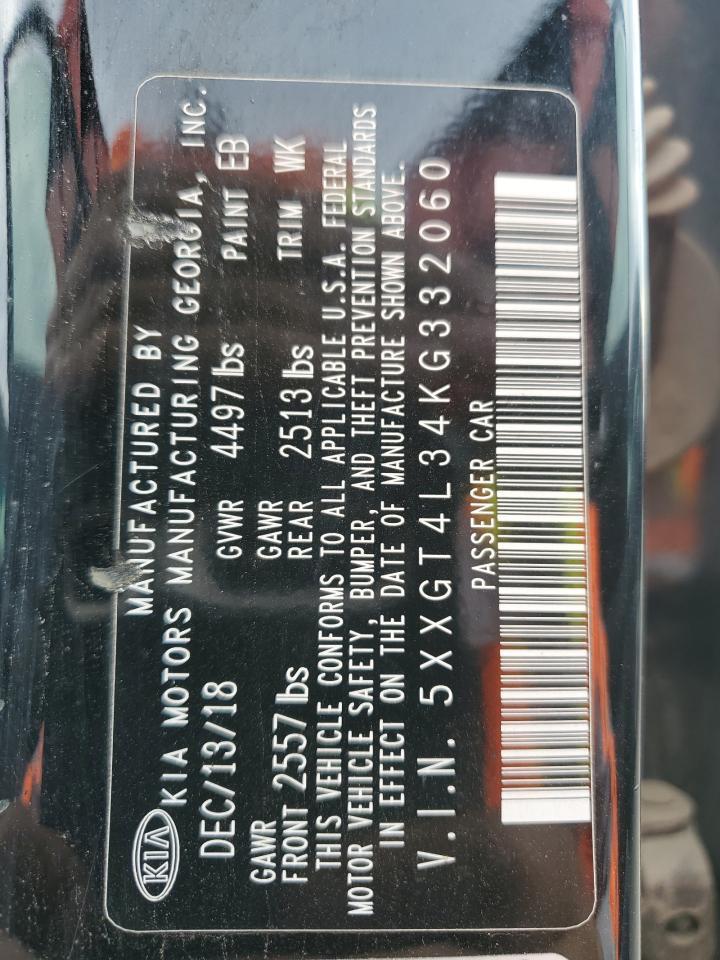 KIA
MANUFACTURED BY
KIA MOTORS MANUFACTURING GEORGIA, INC.
DEC/13/18 GVWR 4497 lbs PAINT EB
GAWR FRONT 2557 lbs GAWR REAR 2513 lbs TRIM WK
THIS VEHICLE CONFORMS TO ALL APPLICABLE U.S.A. FEDERAL
MOTOR VEHICLE SAFETY, BUMPER, AND THEFT PREVENTION STANDARDS
IN EFFECT ON THE DATE OF MANUFACTURE SHOWN ABOVE.
V.I.N. 5XXGT4L34KG332060
PASSENGER CAR